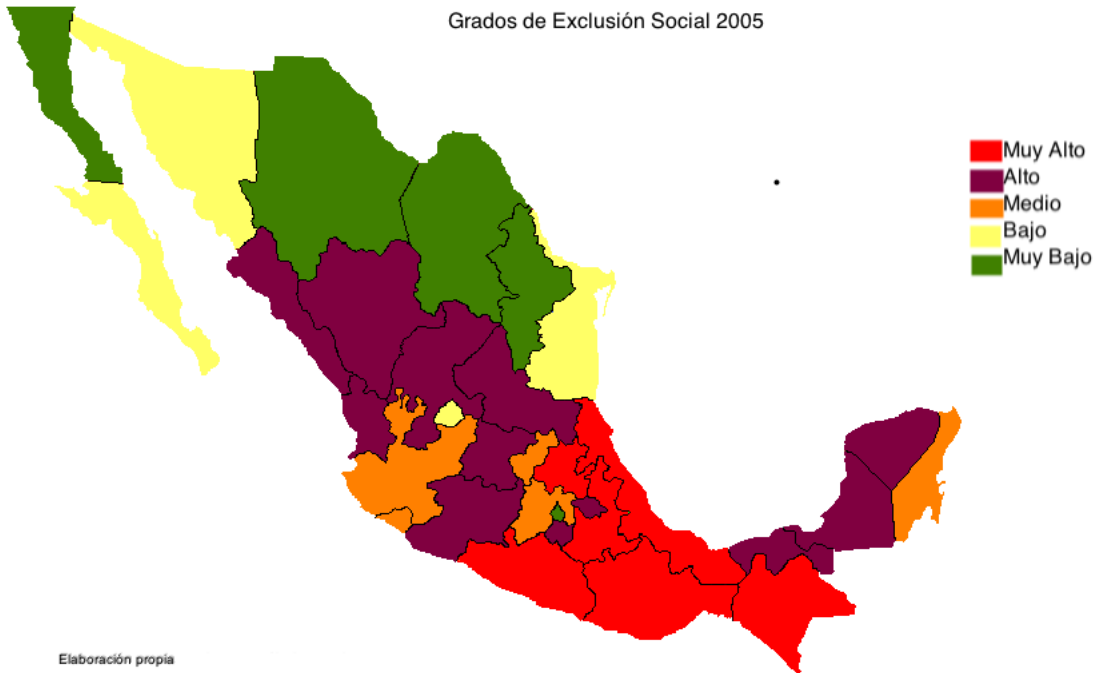 Grados de Exclusión Social 2005
Muy Alto
Alto
Medio
Bajo
Muy Bajo
Elaboración propia